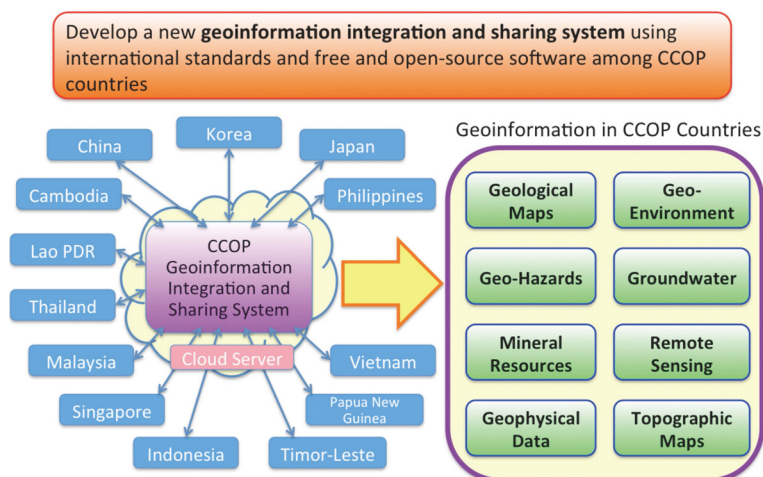 Develop a new geoinformation integration and sharing system using
international standards and free and open-source software among CCOP
countries
Geoinformation in CCOP Countries
China
Korea
Japan
Cambodia
Philippines
Lao PDR
Thailand
Malaysia
Singapore
Indonesia
Timor-Leste
Papua New
Guinea
Vietnam
CCOP
Geoinformation
Integration and
Sharing System
Cloud Server
Geological
Maps
Geo-
Environment
Geo-Hazards
Groundwater
Mineral
Resources
Remote
Sensing
Geophysical
Data
Topographic
Maps